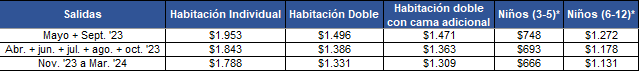 Salidas Habitación Individual Habitación Doble Habitación doble con cama adicional Niños (3-5)* Niños (6-12)*
Mayo + Sept. '23 $1.953 $1.496 $1.471 $748 $1.272
Abr. + jun. + jul. + ago. + oct. '23 $1.843 $1.386 $1.363 $693 $1.178
Nov. '23 a Mar. '24 $1.788 $1.331 $1.309 $666 $1.131